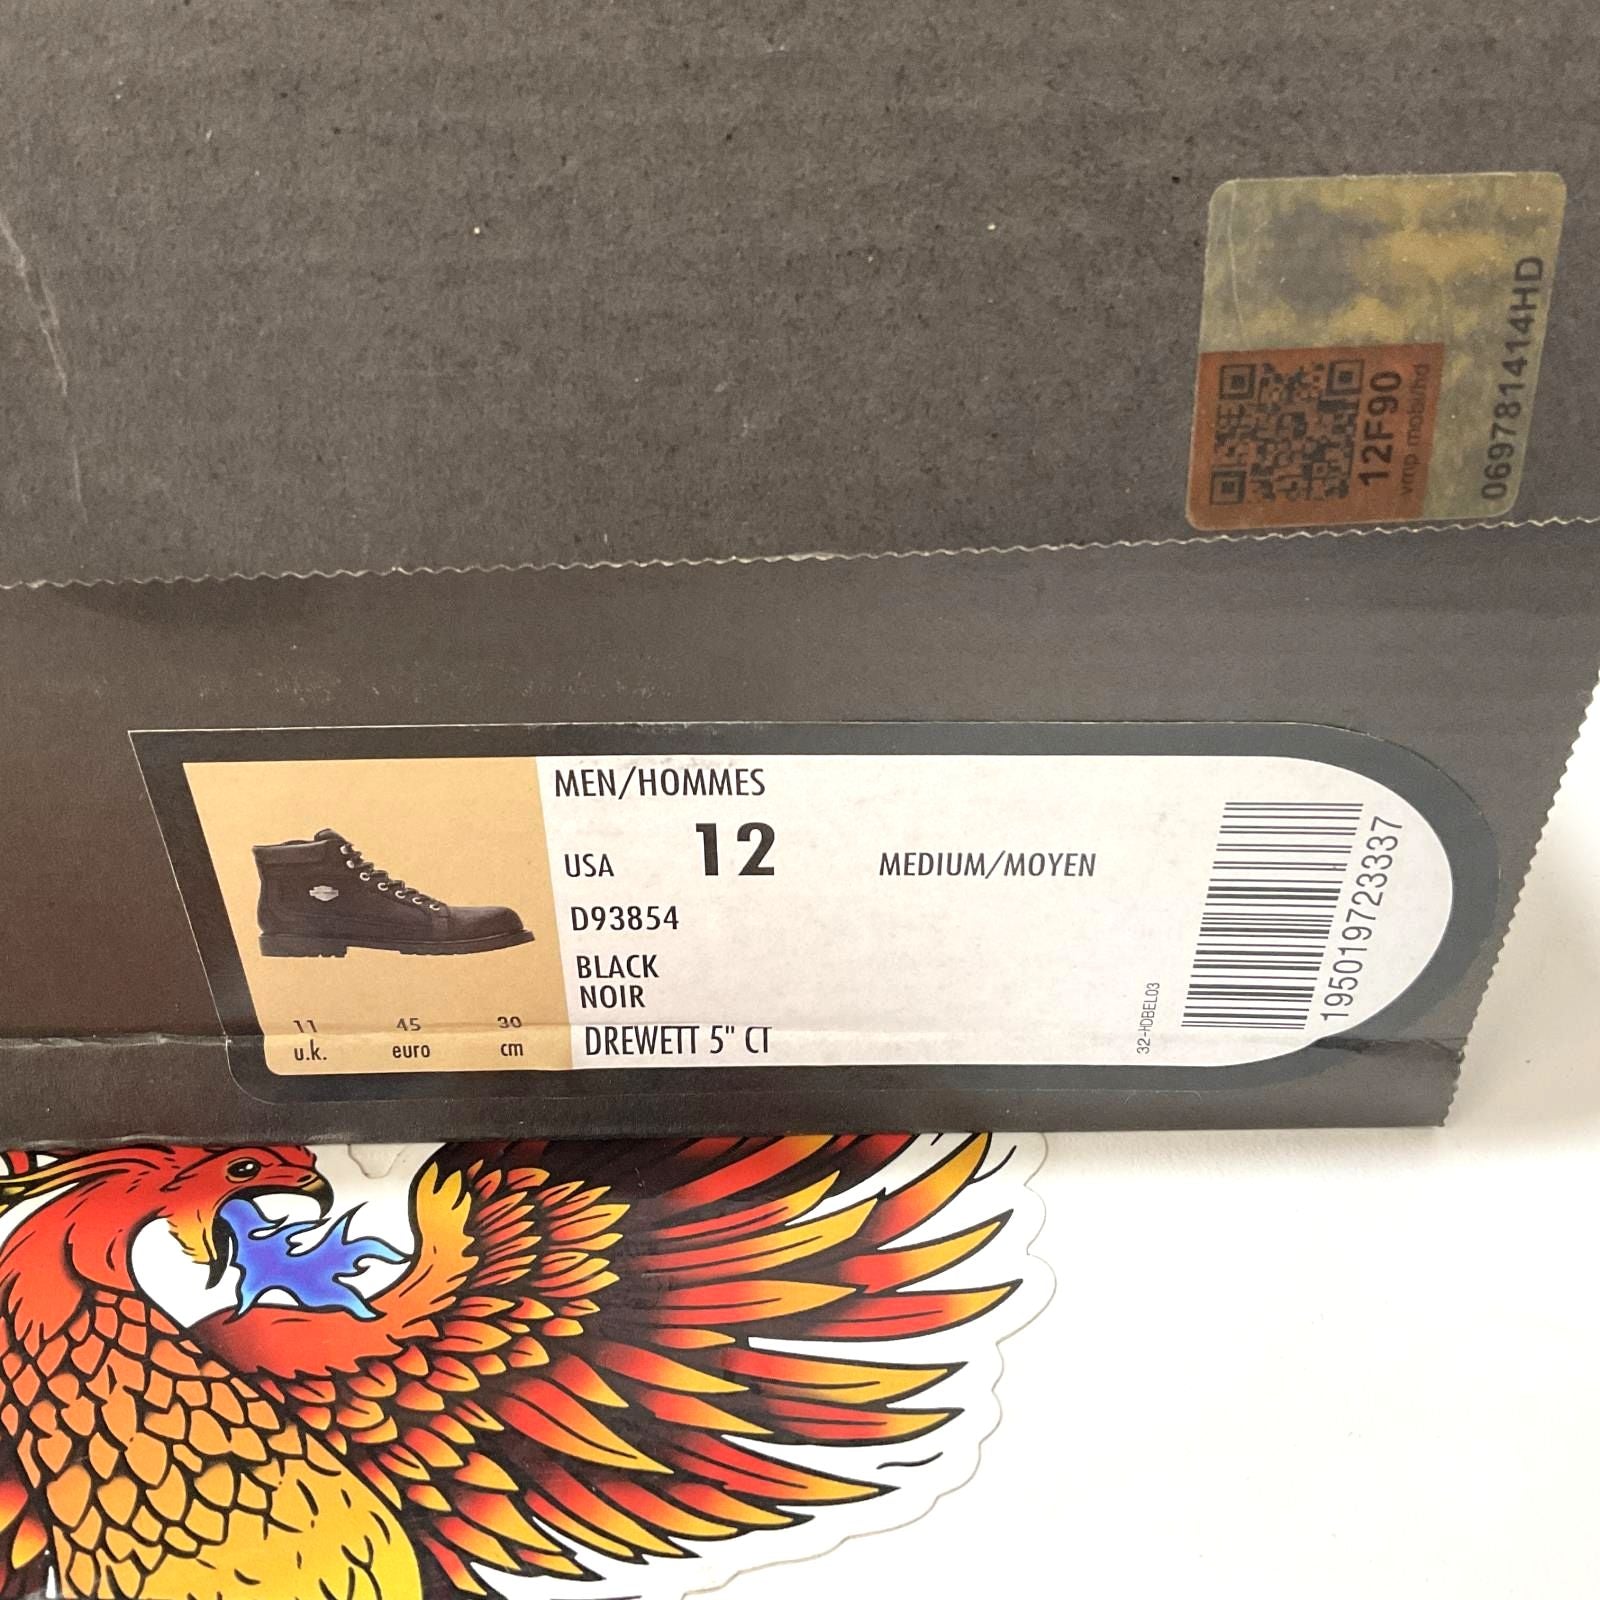 12F90
vmp mobi/hd
069781414HD
MEN/HOMMES
USA 12 MEDIUM/MOYEN
D93854
BLACK
NOIR
DREWETT 5" CT
11 45 30
u.k. euro cm
32-HDBEL03
195019723337